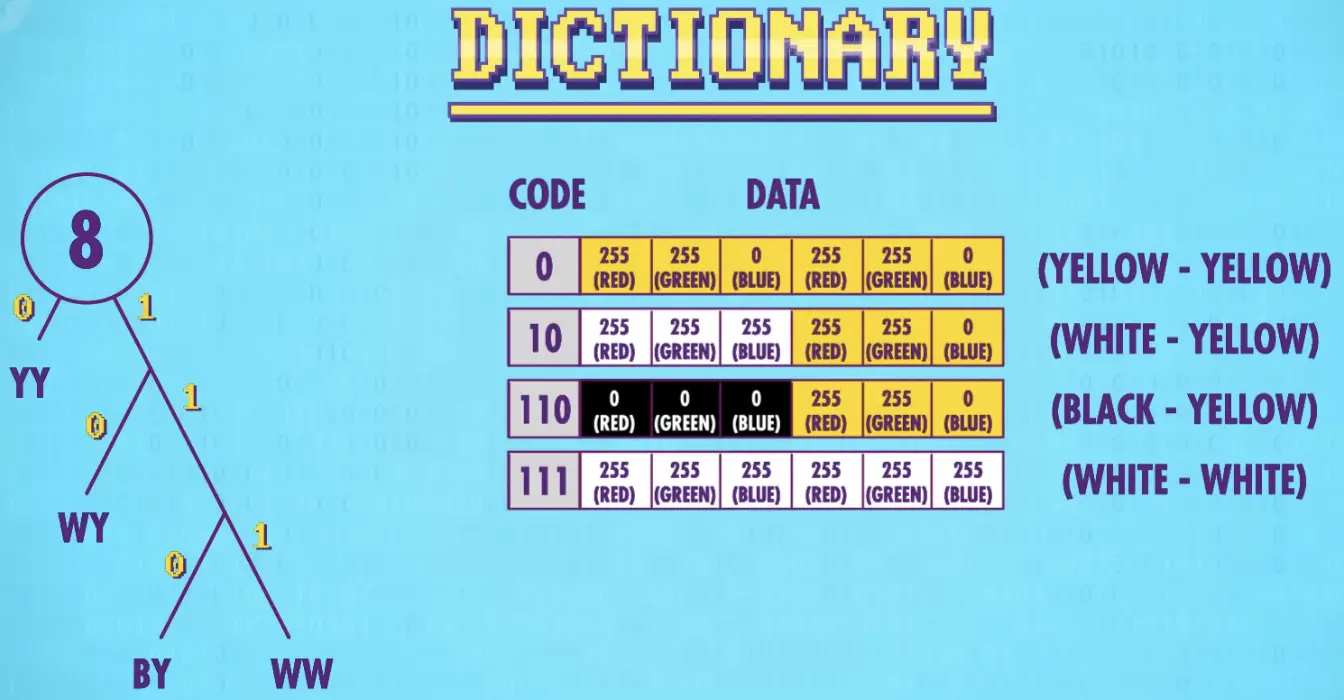 DICTIONARY
CODE DATA
0 255 (RED) 255 (GREEN) 0 (BLUE) 255 (RED) 255 (GREEN) 0 (BLUE) (YELLOW - YELLOW)
10 255 (RED) 255 (GREEN) 255 (BLUE) 255 (RED) 255 (GREEN) 0 (BLUE) (WHITE - YELLOW)
110 0 (RED) 0 (GREEN) 0 (BLUE) 255 (RED) 255 (GREEN) 0 (BLUE) (BLACK - YELLOW)
111 255 (RED) 255 (GREEN) 255 (BLUE) 255 (RED) 255 (GREEN) 255 (BLUE) (WHITE - WHITE)
8
0 1
YY
0 1
WY
0 1
BY WW